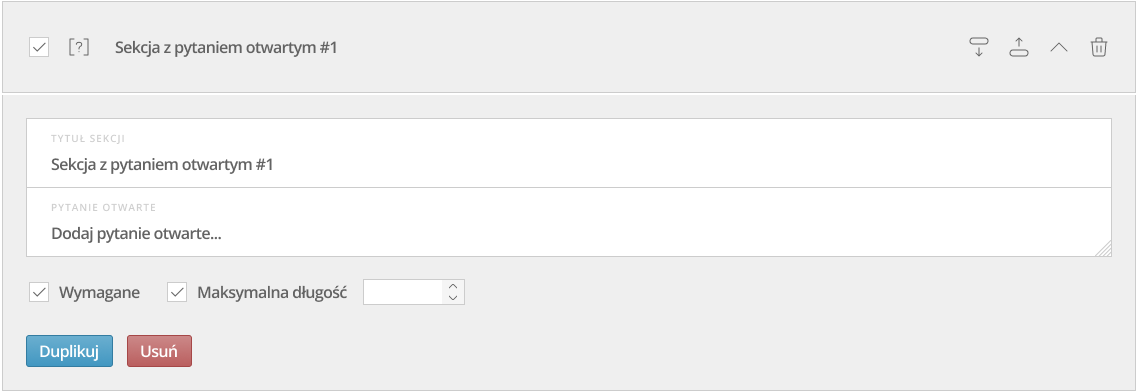 [?] Sekcja z pytaniem otwartym #1
TYTUŁ SEKCJI
Sekcja z pytaniem otwartym #1
PYTANIE OTWARTE
Dodaj pytanie otwarte...
Wymagane Maksymalna długość
Duplikuj Usuń